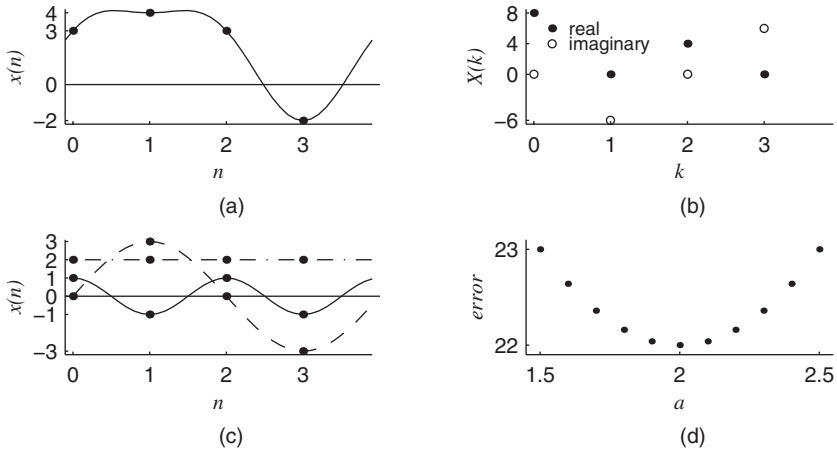 4
3
0
−2
x(n)
0 1 2 3
n
(a)
8
4
0
−6
X(k)
real
imaginary
0 1 2 3
k
(b)
3
2
1
0
−1
−3
x(n)
0 1 2 3
n
(c)
23
22
error
1.5 2 2.5
a
(d)